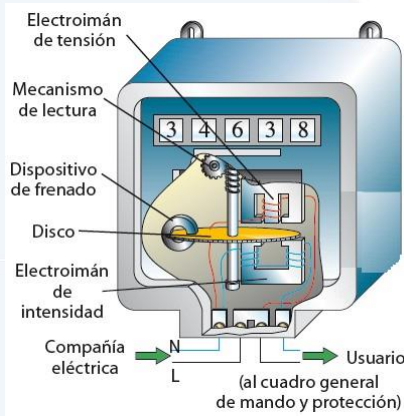 Electroimán
de tensión
Mecanismo
de lectura
3 4 6 3 8
Dispositivo
de frenado
Disco
Electroimán
de
intensidad
Compañía
eléctrica
N
L
Usuario
(al cuadro general
de mando y protección)